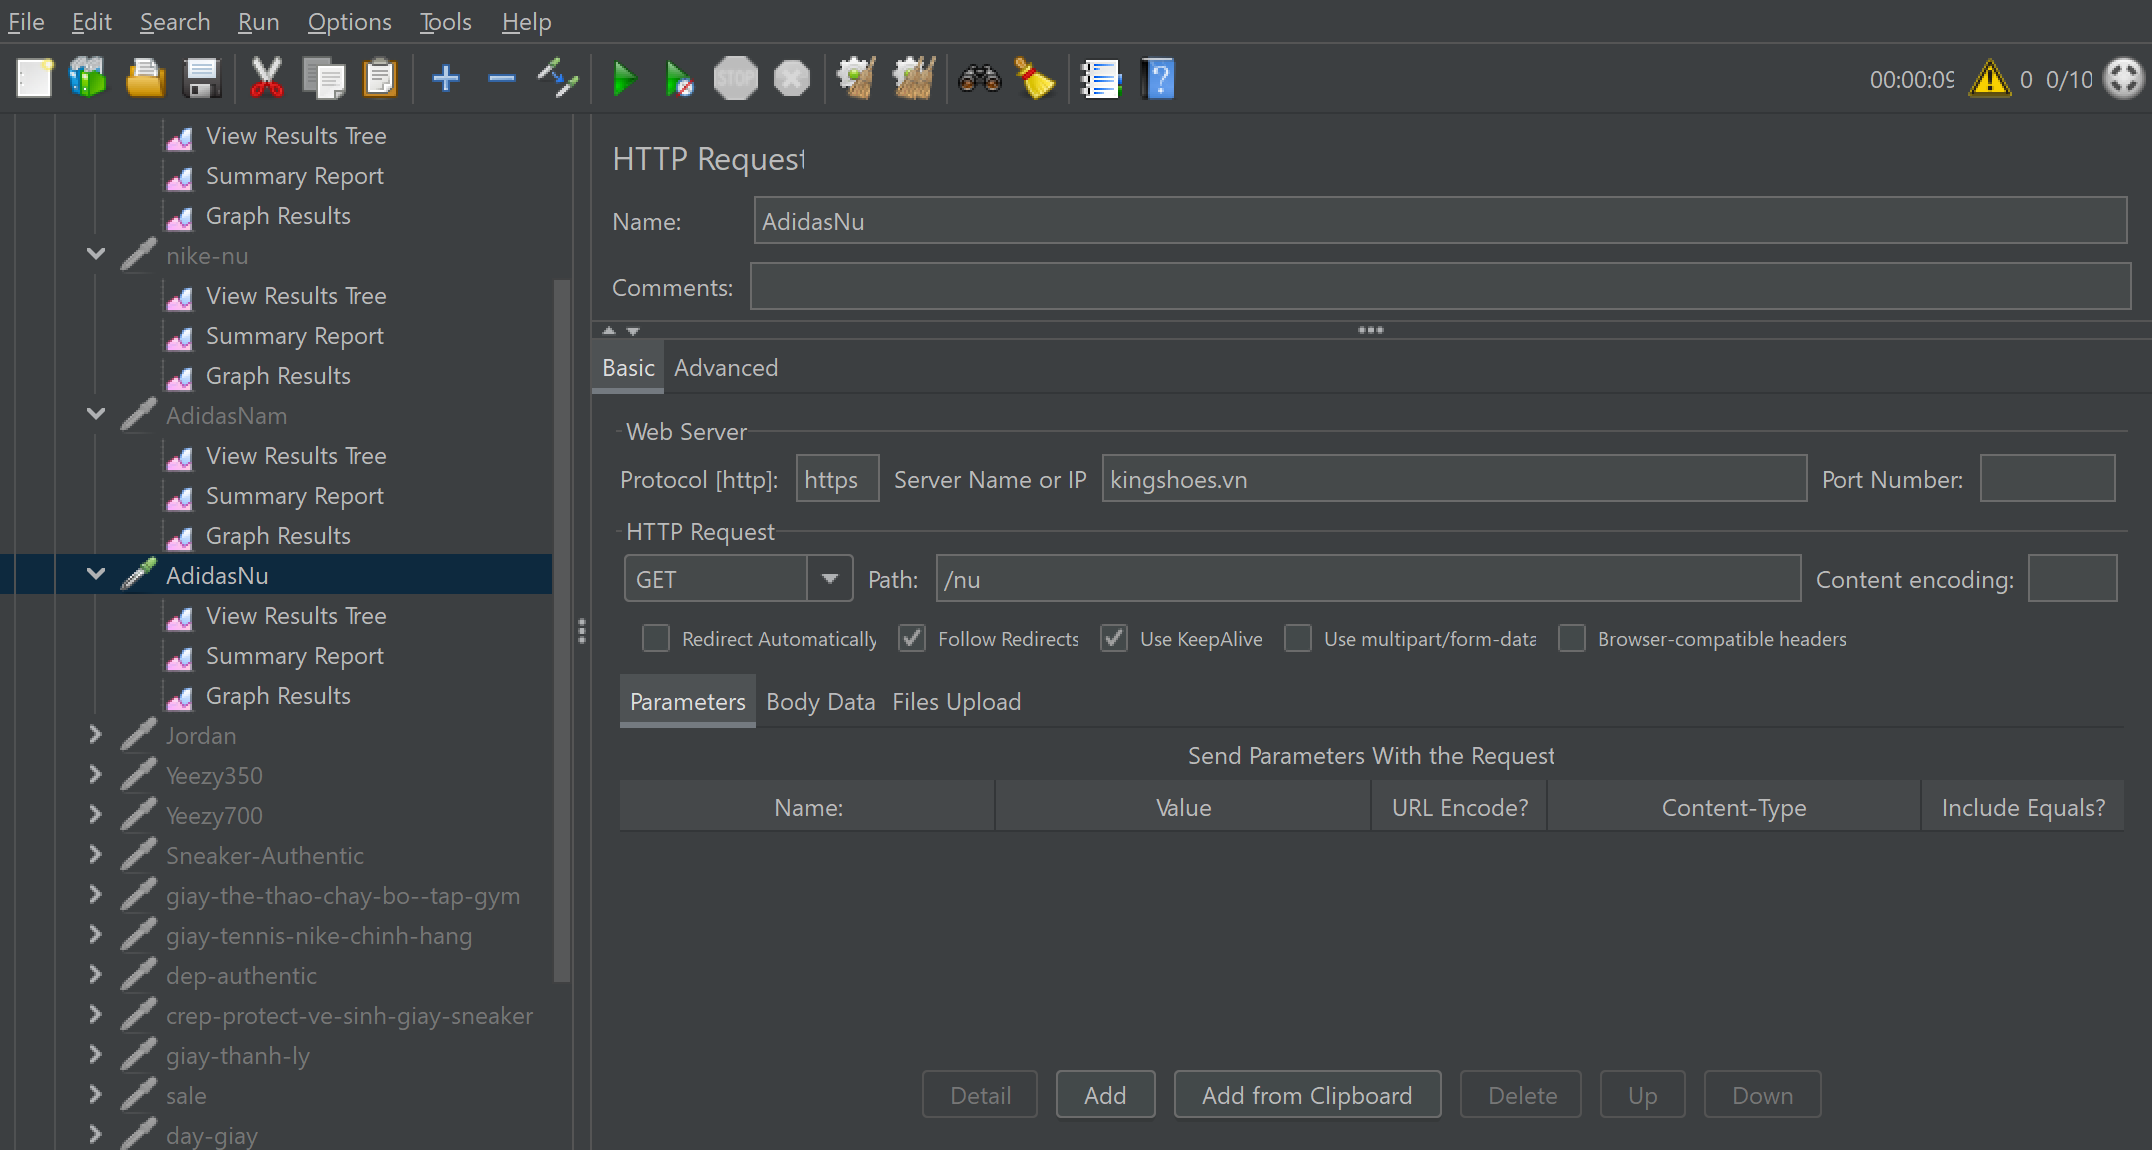 File Edit Search Run Options Tools Help
STOP
00:00:09 0 0/10
View Results Tree
Summary Report
Graph Results
nike-nu
View Results Tree
Summary Report
Graph Results
AdidasNam
View Results Tree
Summary Report
Graph Results
AdidasNu
View Results Tree
Summary Report
Graph Results
Jordan
Yeezy350
Yeezy700
Sneaker-Authentic
giay-the-thao-chay-bo--tap-gym
giay-tennis-nike-chinh-hang
dep-authentic
crep-protect-ve-sinh-giay-sneaker
giay-thanh-ly
sale
day-giay
HTTP Request
Name: AdidasNu
Comments:
Basic Advanced
Web Server
Protocol [http]: https Server Name or IP kingshoes.vn Port Number:
HTTP Request
GET Path: /nu Content encoding:
Redirect Automatically Follow Redirects Use KeepAlive Use multipart/form-data Browser-compatible headers
Parameters Body Data Files Upload
Send Parameters With the Request
Name: Value URL Encode? Content-Type Include Equals?
Detail Add Add from Clipboard Delete Up Down